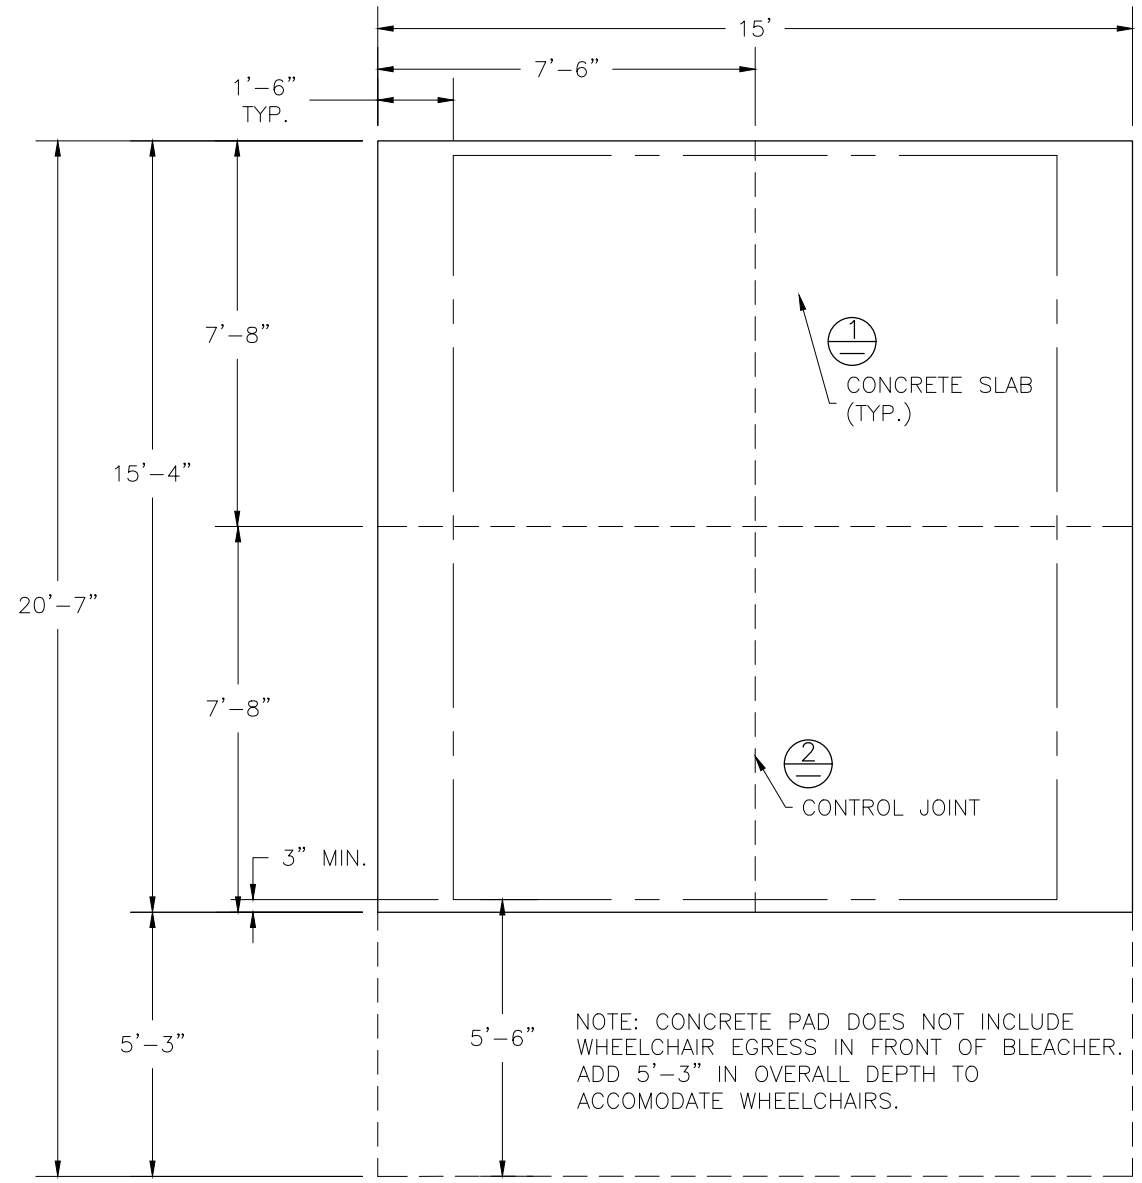 15'
7'-6"
1'-6"
TYP.
7'-8"
1
CONCRETE SLAB
(TYP.)
15'-4"
20'-7"
7'-8"
2
CONTROL JOINT
3" MIN.
5'-3"
5'-6"
NOTE: CONCRETE PAD DOES NOT INCLUDE
WHEELCHAIR EGRESS IN FRONT OF BLEACHER.
ADD 5'-3" IN OVERALL DEPTH TO
ACCOMODATE WHEELCHAIRS.